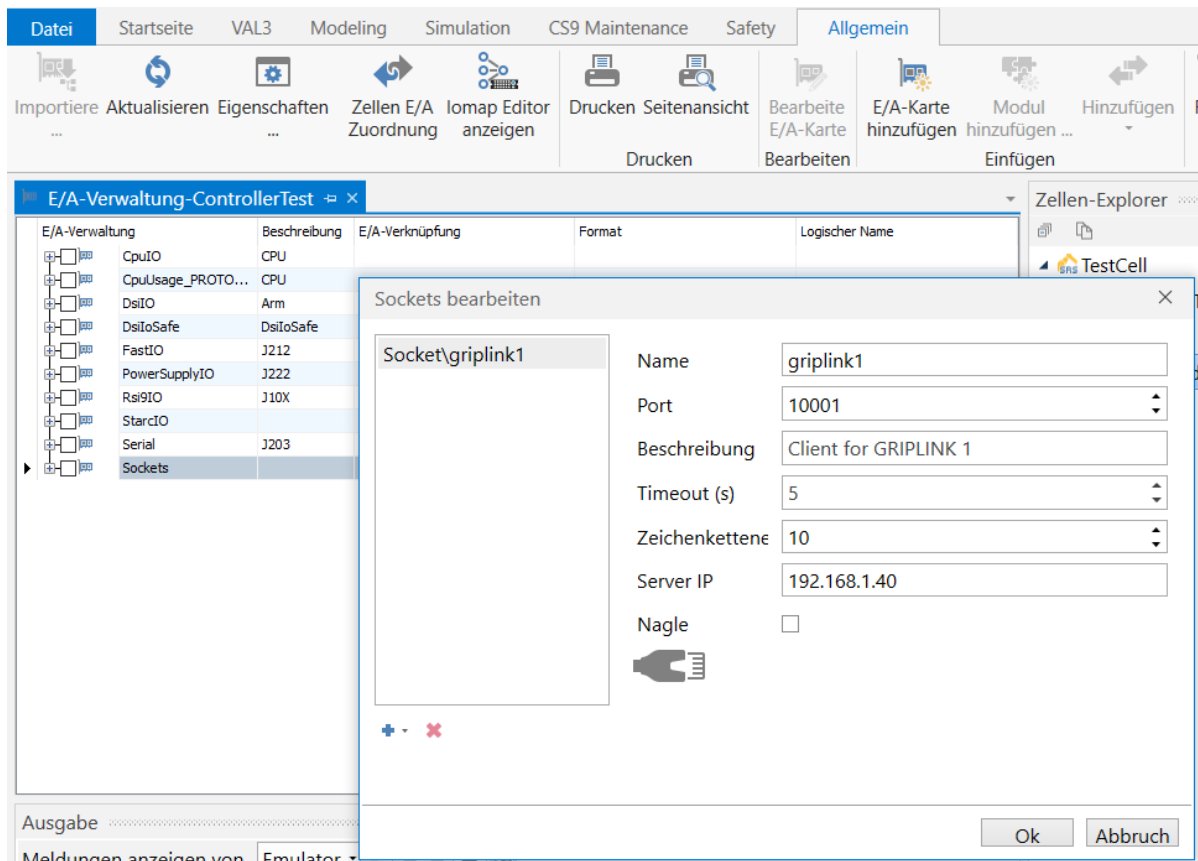 Datei Startseite VAL3 Modeling Simulation CS9 Maintenance Safety Allgemein
Importiere ... Aktualisieren Eigenschaften ... Zellen E/A Zuordnung Iomap Editor anzeigen Drucken Seitenansicht Bearbeite E/A-Karte E/A-Karte hinzufügen Modul hinzufügen ... Hinzufügen
Drucken Bearbeiten Einfügen
E/A-Verwaltung-ControllerTest
Zellen-Explorer
E/A-Verwaltung Beschreibung E/A-Verknüpfung Format Logischer Name
CpuIO CPU
TestCell
CpuUsage_PROTO... CPU
DsiIO Arm
DsiIoSafe DsiIoSafe
FastIO J212
PowerSupplyIO J222
Rsi9IO J10X
StarcIO
Serial J203
Sockets
Sockets bearbeiten
Socket\griplink1
Name griplink1
Port 10001
Beschreibung Client for GRIPLINK 1
Timeout (s) 5
Zeichenkettene 10
Server IP 192.168.1.40
Nagle
Ok Abbruch
Ausgabe
Meldungen anzeigen von Emulator